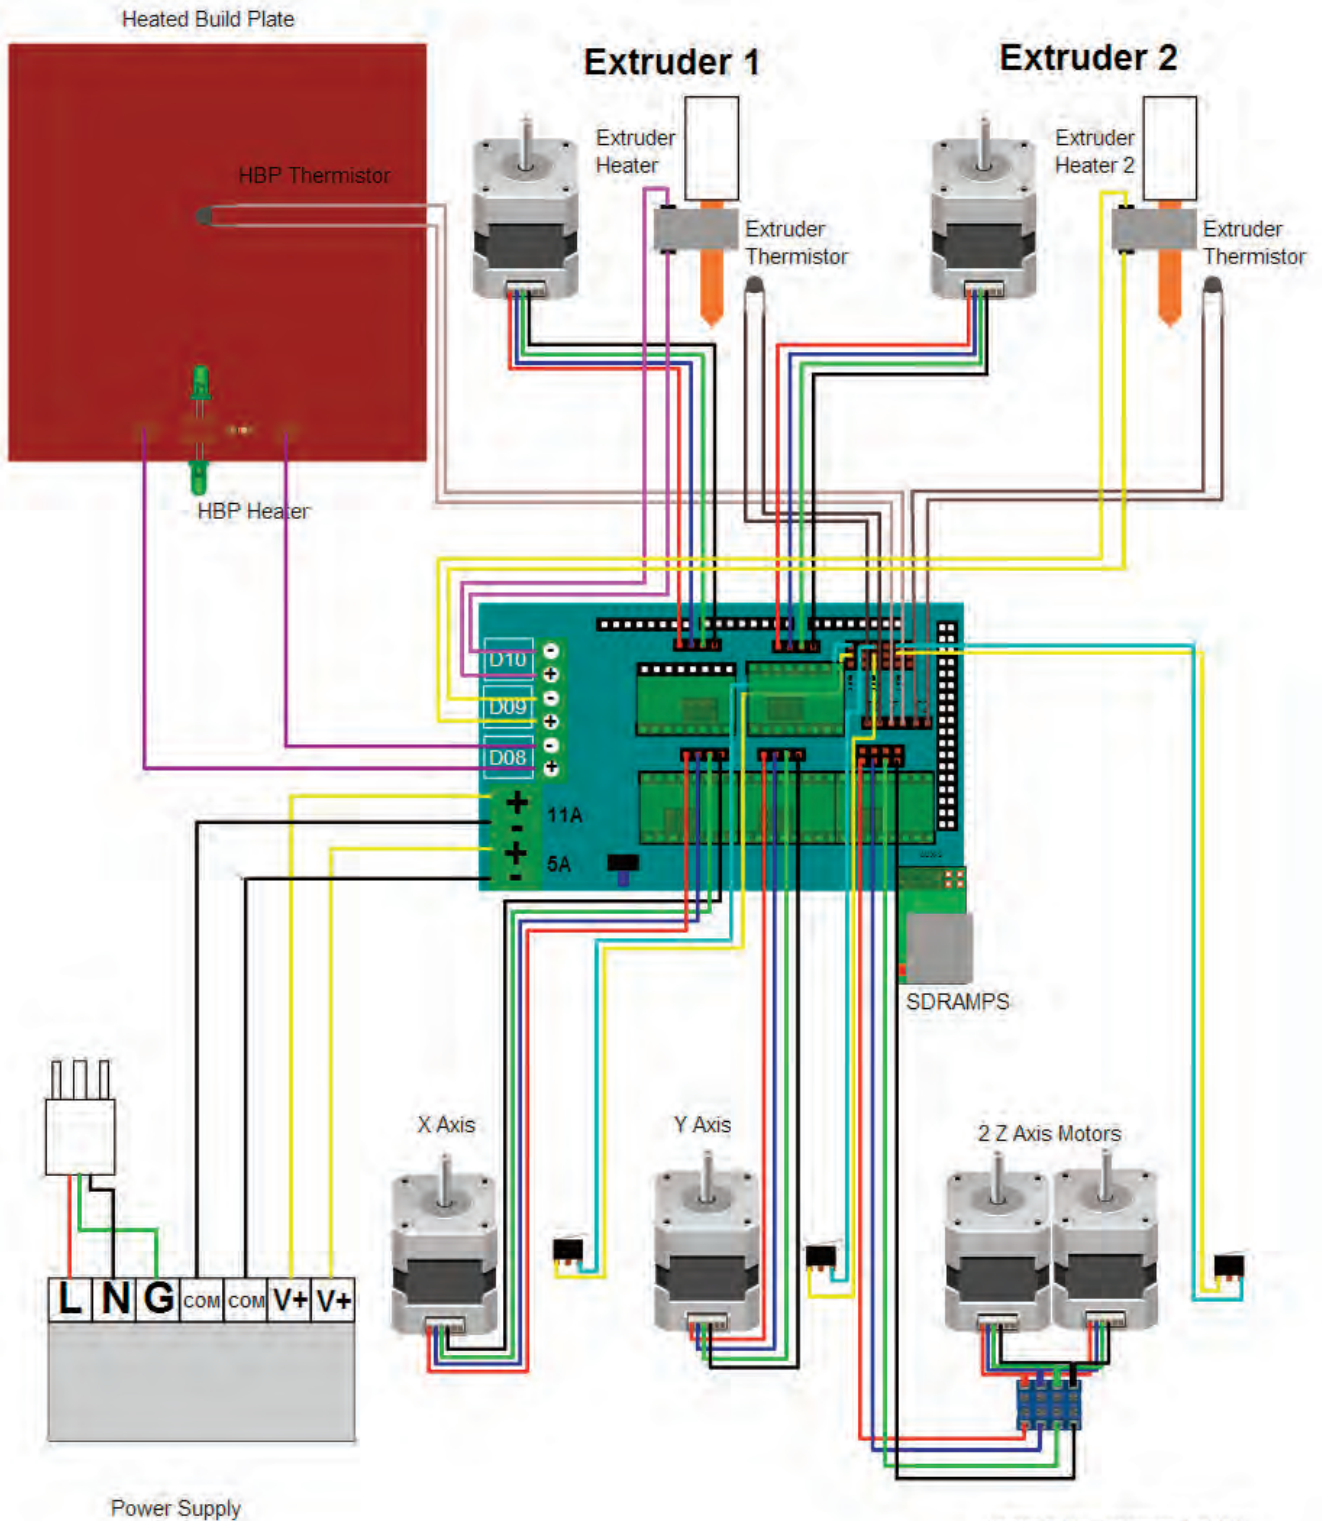 Heated Build Plate
Extruder 1
Extruder 2
Extruder
Heater
Extruder
Heater 2
HBP Thermistor
Extruder
Thermistor
Extruder
Thermistor
HBP Heater
D10
-
+
D09
-
+
D08
-
+
+
11A
-
+
5A
-
SDRAMPS
X Axis
Y Axis
2 Z Axis Motors
L N G COM COM V+ V+
Power Supply